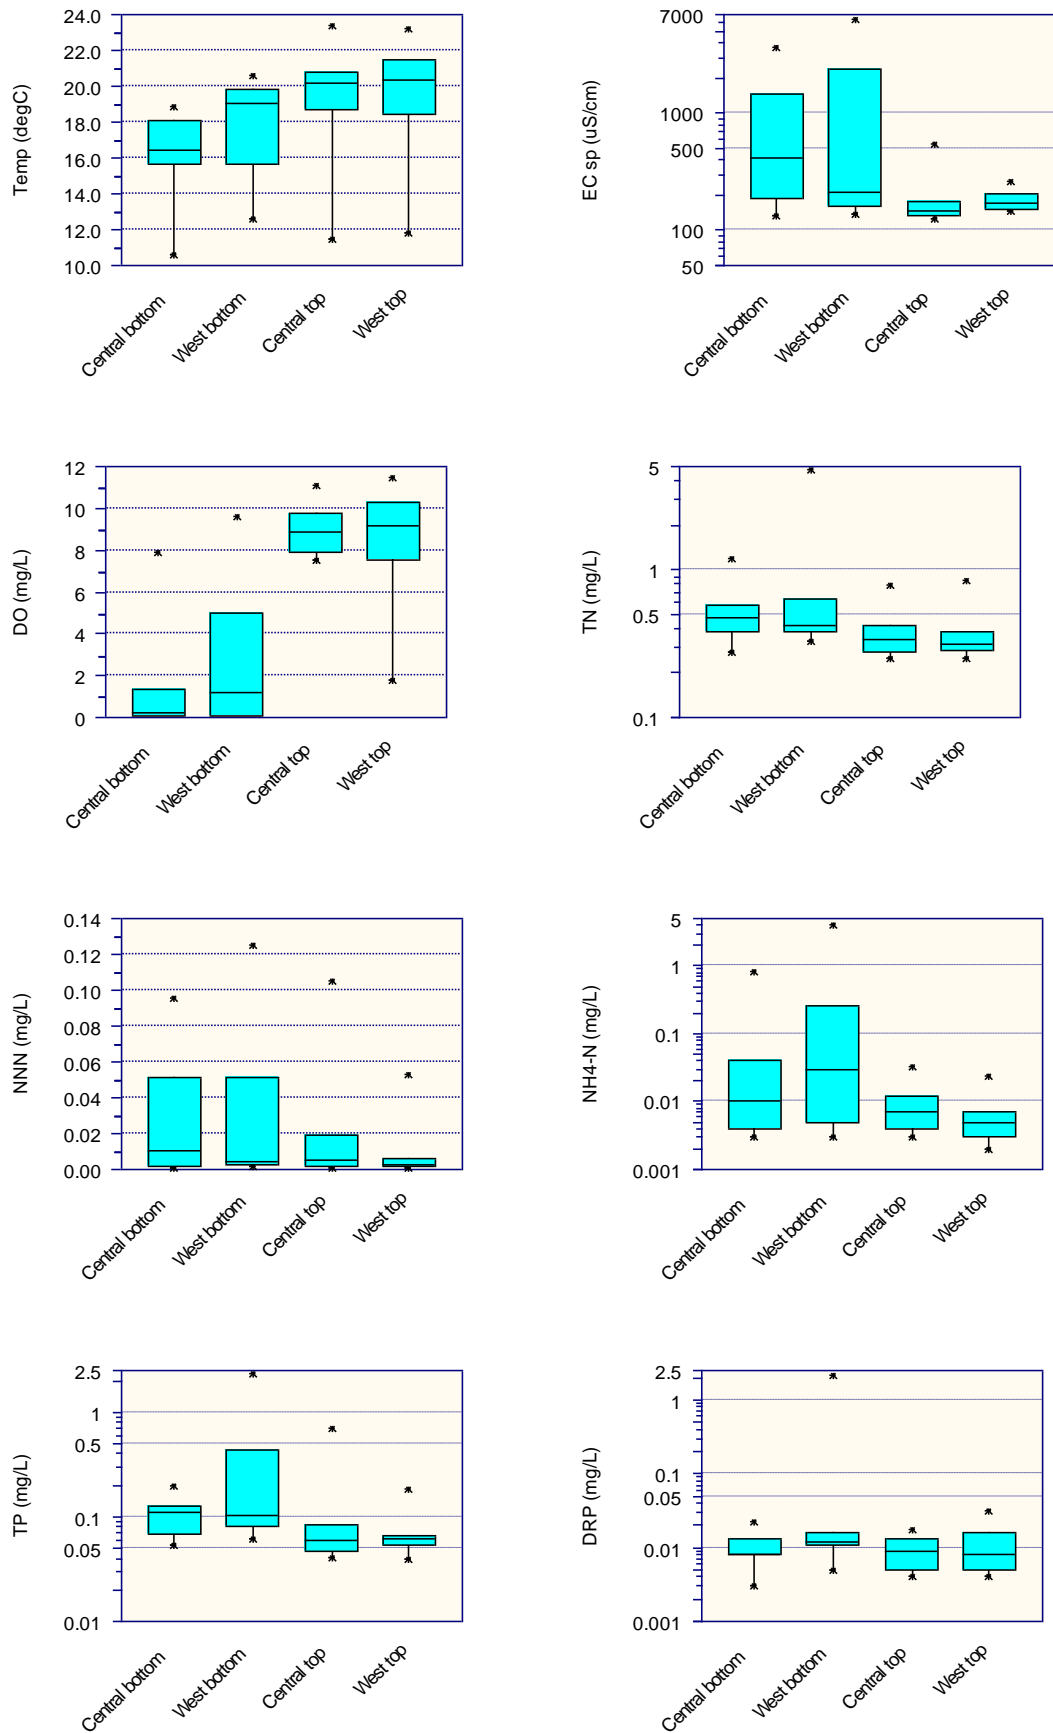 24.0
22.0
20.0
18.0
16.0
14.0
12.0
10.0
Temp (degC)
Central bottom
West bottom
Central top
West top
7000
1000
500
100
50
EC sp (uS/cm)
Central bottom
West bottom
Central top
West top
12
10
8
6
4
2
0
DO (mg/L)
Central bottom
West bottom
Central top
West top
5
1
0.5
0.1
TN (mg/L)
Central bottom
West bottom
Central top
West top
0.14
0.12
0.10
0.08
0.06
0.04
0.02
0.00
NNN (mg/L)
Central bottom
West bottom
Central top
West top
5
1
0.1
0.01
0.001
NH4-N (mg/L)
Central bottom
West bottom
Central top
West top
2.5
1
0.5
0.1
0.05
0.01
TP (mg/L)
Central bottom
West bottom
Central top
West top
2.5
1
0.1
0.05
0.01
0.001
DRP (mg/L)
Central bottom
West bottom
Central top
West top